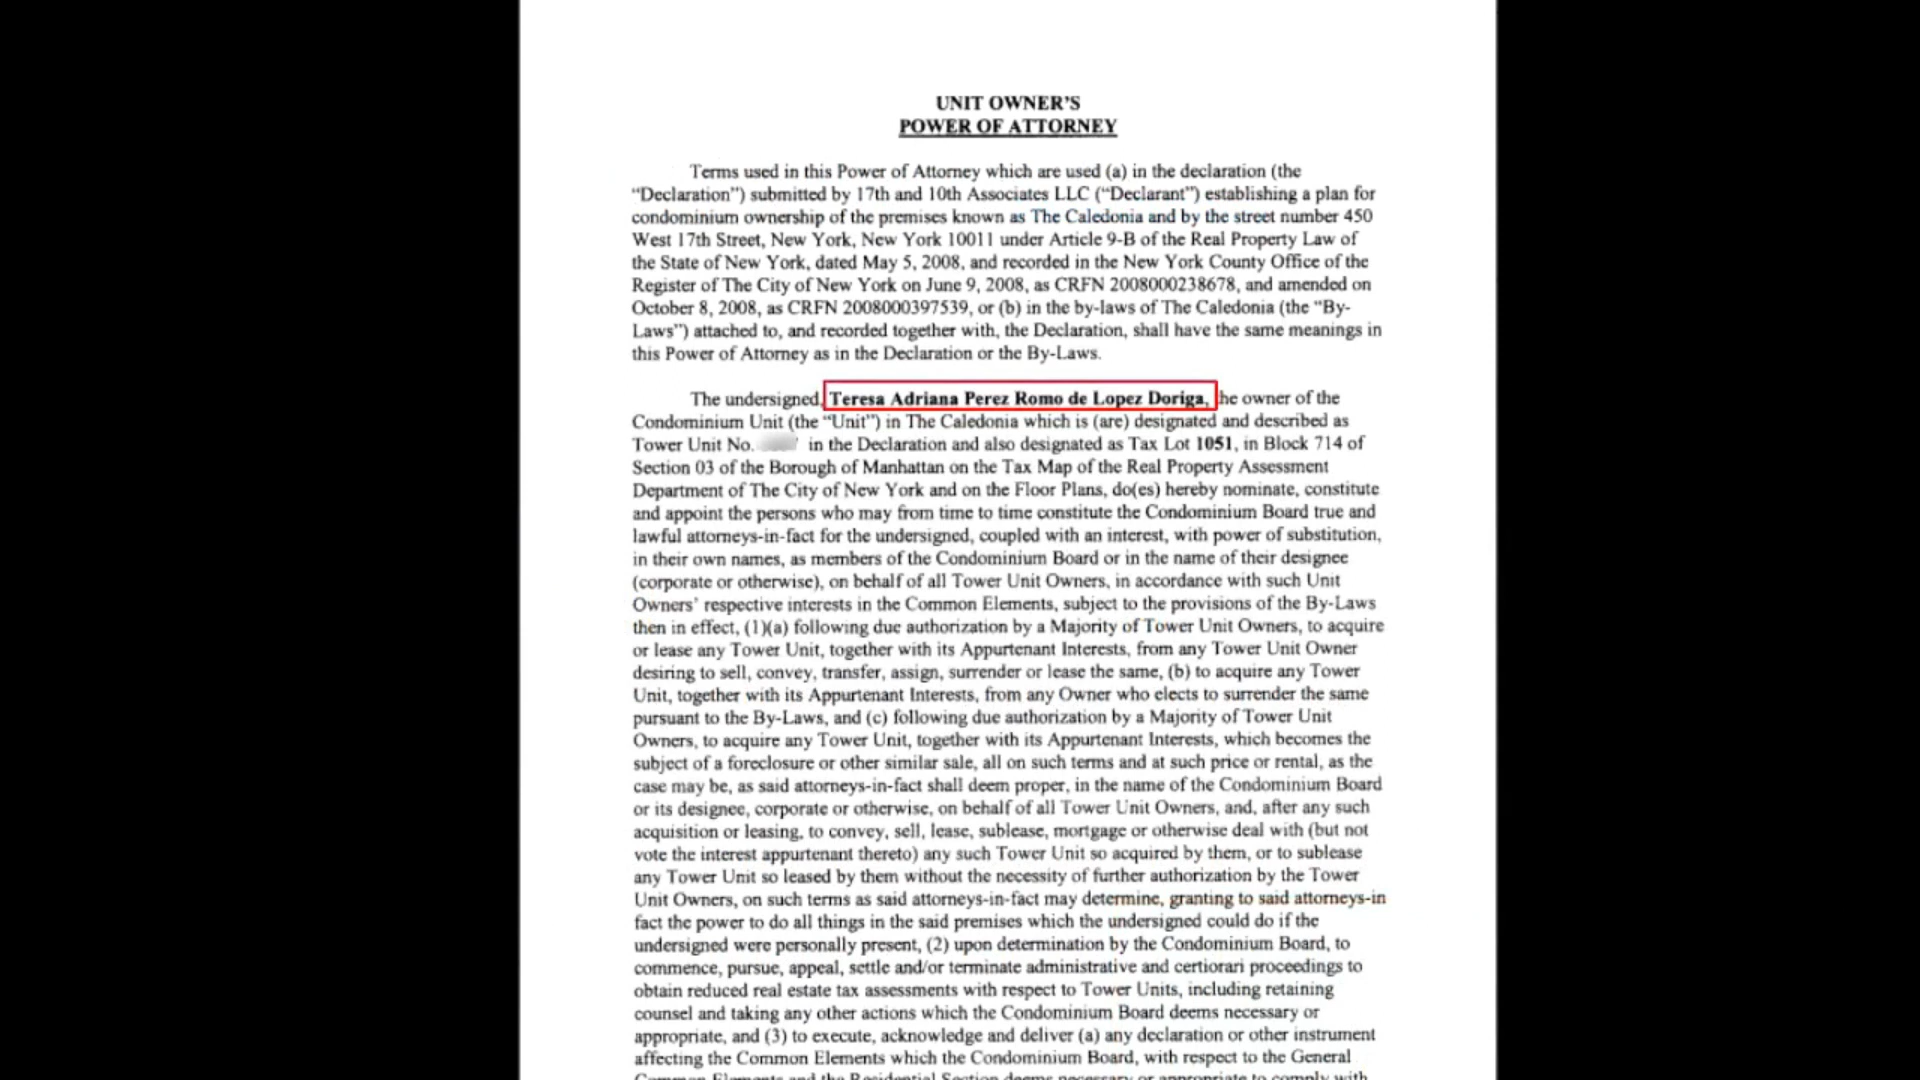 UNIT OWNER'S
POWER OF ATTORNEY
Terms used in this Power of Attorney which are used (a) in the declaration (the
“Declaration”) submitted by 17th and 10th Associates LLC (“Declarant”) establishing a plan for
condominium ownership of the premises known as The Caledonia and by the street number 450
West 17th Street, New York, New York 10011 under Article 9-B of the Real Property Law of
the State of New York, dated May 5, 2008, and recorded in the New York County Office of the
Register of The City of New York on June 9, 2008, as CRFN 2008000238678, and amended on
October 8, 2008, as CRFN 2008000397539, or (b) in the by-laws of The Caledonia (the “By-
Laws”) attached to, and recorded together with, the Declaration, shall have the same meanings in
this Power of Attorney as in the Declaration or the By-Laws.
The undersigned, Teresa Adriana Perez Romo de Lopez Doriga, he owner of the
Condominium Unit (the “Unit”) in The Caledonia which is (are) designated and described as
Tower Unit No. in the Declaration and also designated as Tax Lot 1051, in Block 714 of
Section 03 of the Borough of Manhattan on the Tax Map of the Real Property Assessment
Department of The City of New York and on the Floor Plans, do(es) hereby nominate, constitute
and appoint the persons who may from time to time constitute the Condominium Board true and
lawful attorneys-in-fact for the undersigned, coupled with an interest, with power of substitution,
in their own names, as members of the Condominium Board or in the name of their designee
(corporate or otherwise), on behalf of all Tower Unit Owners, in accordance with such Unit
Owners' respective interests in the Common Elements, subject to the provisions of the By-Laws
then in effect, (1)(a) following due authorization by a Majority of Tower Unit Owners, to acquire
or lease any Tower Unit, together with its Appurtenant Interests, from any Tower Unit Owner
desiring to sell, convey, transfer, assign, surrender or lease the same, (b) to acquire any Tower
Unit, together with its Appurtenant Interests, from any Owner who elects to surrender the same
pursuant to the By-Laws, and (c) following due authorization by a Majority of Tower Unit
Owners, to acquire any Tower Unit, together with its Appurtenant Interests, which becomes the
subject of a foreclosure or other similar sale, all on such terms and at such price or rental, as the
case may be, as said attorneys-in-fact shall deem proper, in the name of the Condominium Board
or its designee, corporate or otherwise, on behalf of all Tower Unit Owners, and, after any such
acquisition or leasing, to convey, sell, lease, sublease, mortgage or otherwise deal with (but not
vote the interest appurtenant thereto) any such Tower Unit so acquired by them, or to sublease
any Tower Unit so leased by them without the necessity of further authorization by the Tower
Unit Owners, on such terms as said attorneys-in-fact may determine, granting to said attorneys-in
fact the power to do all things in the said premises which the undersigned could do if the
undersigned were personally present, (2) upon determination by the Condominium Board, to
commence, pursue, appeal, settle and/or terminate administrative and certiorari proceedings to
obtain reduced real estate tax assessments with respect to Tower Units, including retaining
counsel and taking any other actions which the Condominium Board deems necessary or
appropriate, and (3) to execute, acknowledge and deliver (a) any declaration or other instrument
affecting the Common Elements which the Condominium Board, with respect to the General
Common Elements and the Residential Section deems necessary or appropriate to comply with